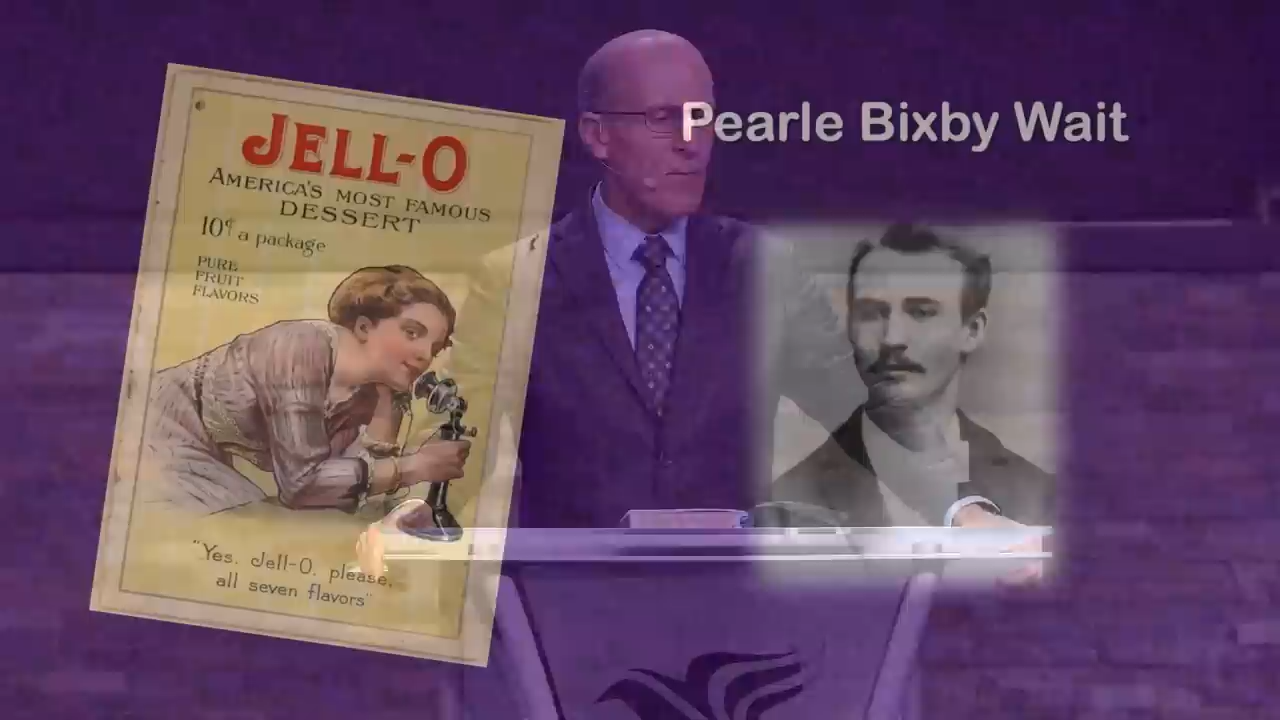 JELL-O
AMERICA'S MOST FAMOUS
DESSERT
10¢ a package
PURE
FRUIT
FLAVORS
"Yes, Jell-O, please,
all seven flavors"
Pearle Bixby Wait